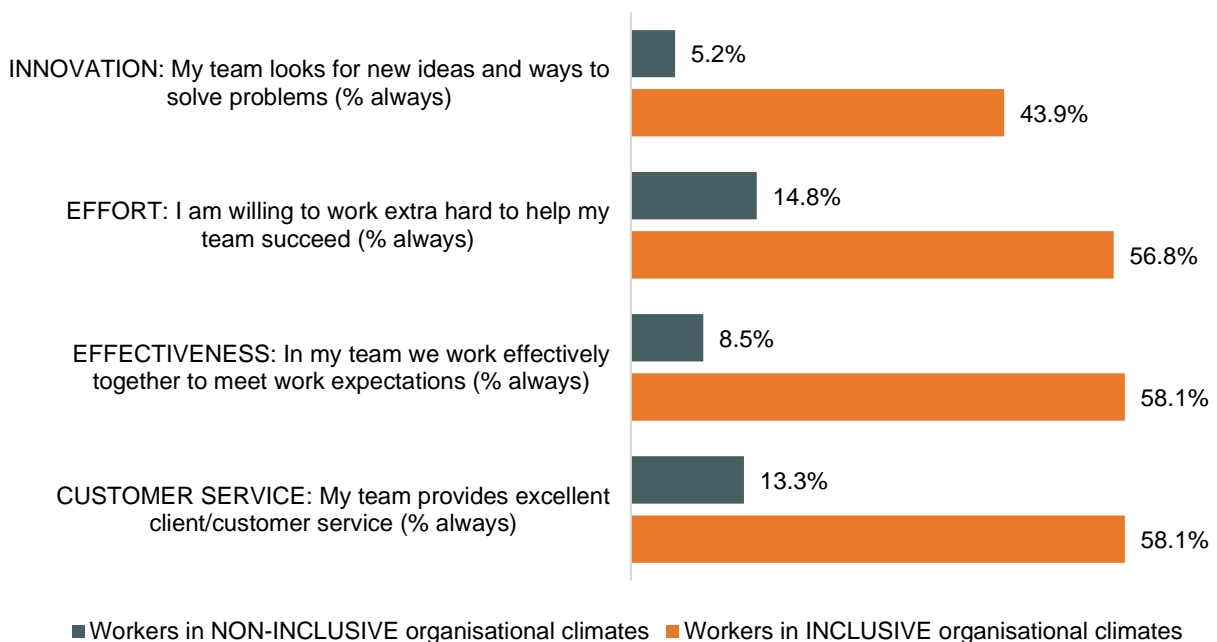 INNOVATION: My team looks for new ideas and ways to
solve problems (% always)
5.2%
43.9%
EFFORT: I am willing to work extra hard to help my
team succeed (% always)
14.8%
56.8%
EFFECTIVENESS: In my team we work effectively
together to meet work expectations (% always)
8.5%
58.1%
CUSTOMER SERVICE: My team provides excellent
client/customer service (% always)
13.3%
58.1%
Workers in NON-INCLUSIVE organisational climates
Workers in INCLUSIVE organisational climates